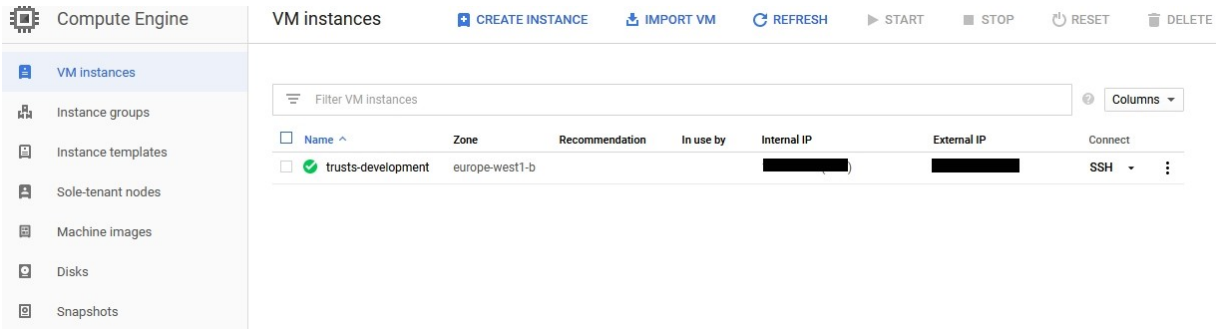 Compute Engine
VM instances
CREATE INSTANCE
IMPORT VM
REFRESH
START
STOP
RESET
DELETE
VM instances
Instance groups
Instance templates
Sole-tenant nodes
Machine images
Disks
Snapshots
Filter VM instances
Columns
Name Zone Recommendation In use by Internal IP External IP Connect
trusts-development europe-west1-b ) SSH